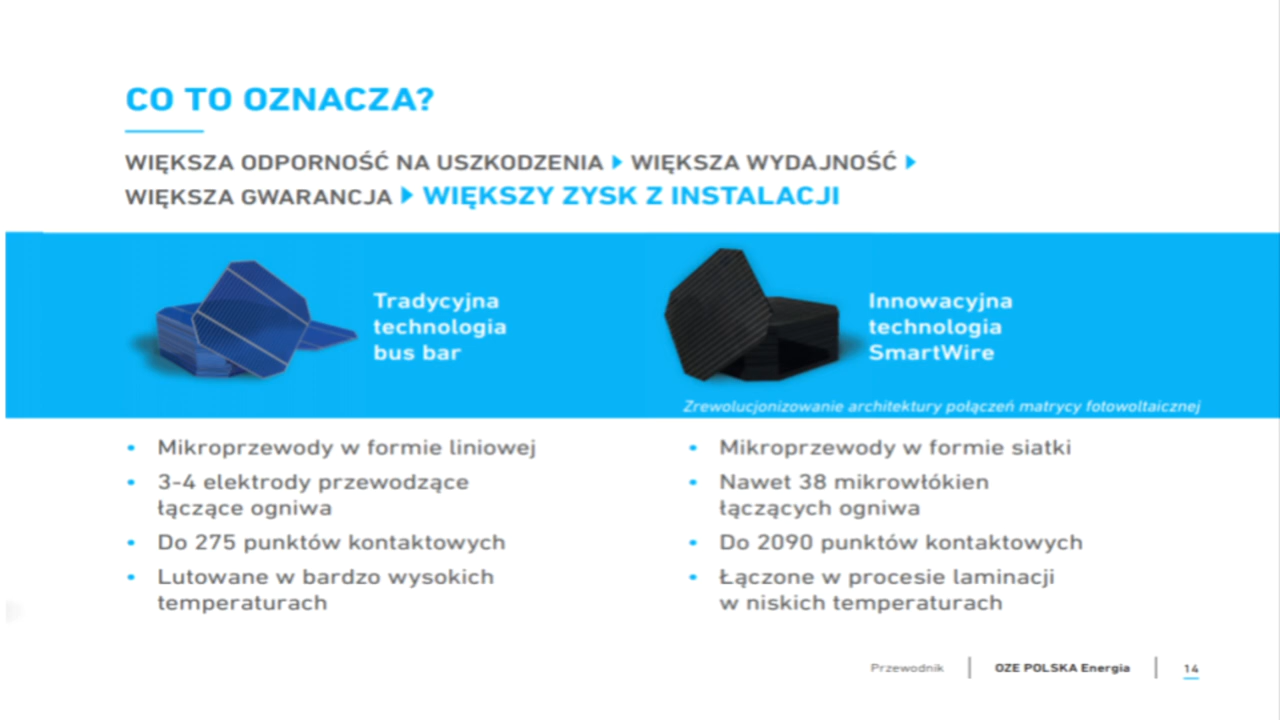 CO TO OZNACZA?
WIĘKSZA ODPORNOŚĆ NA USZKODZENIA ▶ WIĘKSZA WYDAJNOŚĆ ▶
WIĘKSZA GWARANCJA ▶ WIĘKSZY ZYSK Z INSTALACJI
Tradycyjna
technologia
bus bar
Innowacyjna
technologia
SmartWire
Zrewolucjonizowanie architektury połączeń matrycy fotowoltaicznej
• Mikroprzewody w formie liniowej
• 3-4 elektrody przewodzące
łączące ogniwa
• Do 275 punktów kontaktowych
• Lutowane w bardzo wysokich
temperaturach
• Mikroprzewody w formie siatki
• Nawet 38 mikrowłókien
łączących ogniwa
• Do 2090 punktów kontaktowych
• Łączone w procesie laminacji
w niskich temperaturach
Przewodnik | OZE POLSKA Energia | 14